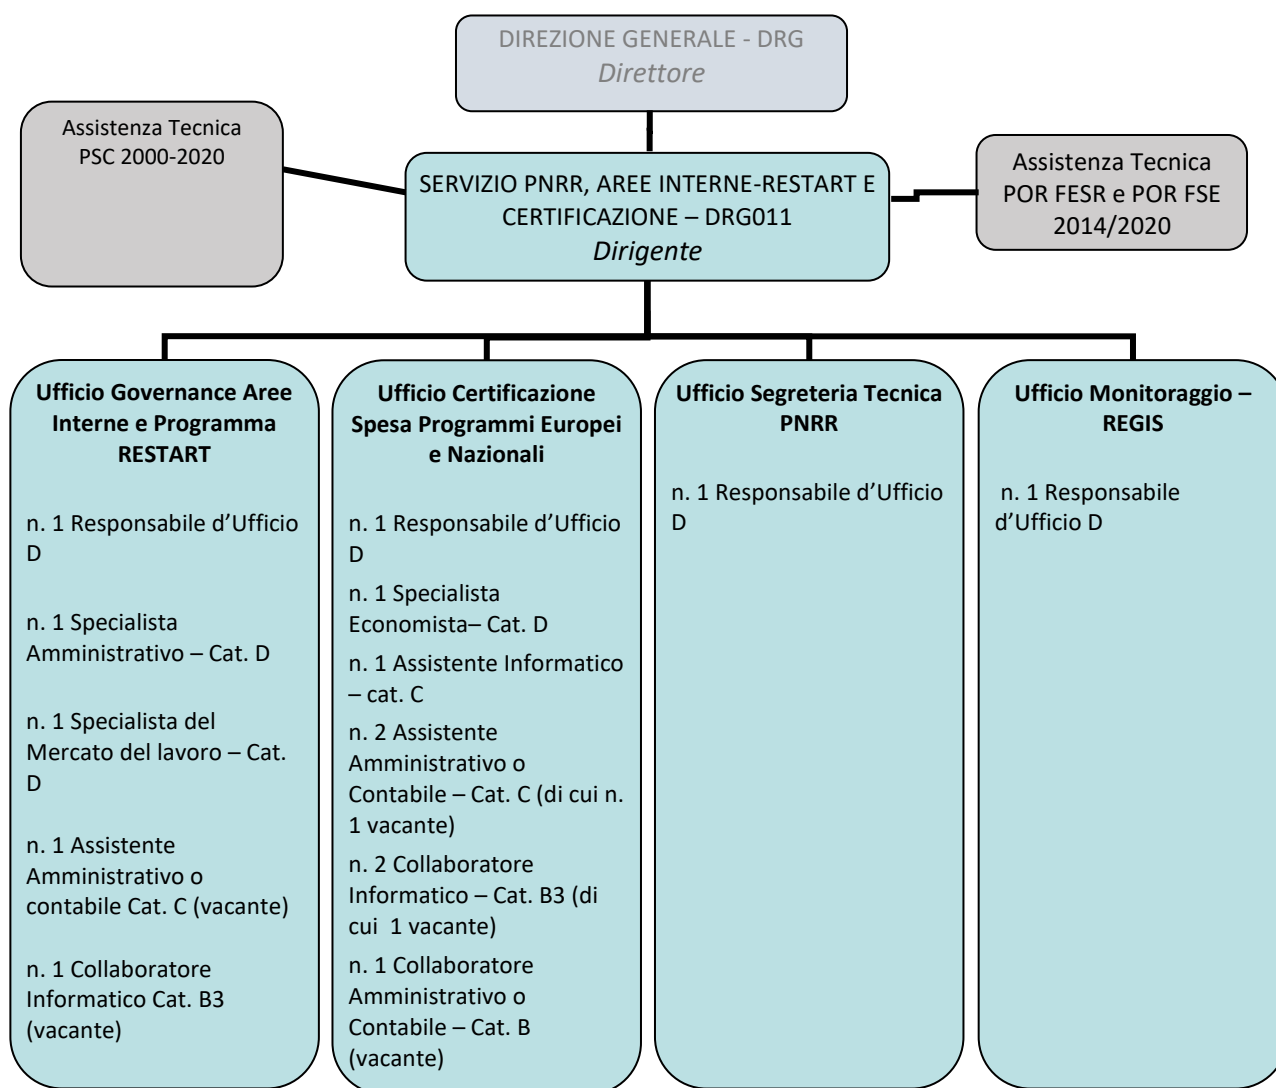 DIREZIONE GENERALE - DRG
Direttore
Assistenza Tecnica
PSC 2000-2020
SERVIZIO PNRR, AREE INTERNE-RESTART E
CERTIFICAZIONE – DRG011
Dirigente
Assistenza Tecnica
POR FESR e POR FSE
2014/2020
Ufficio Governance Aree
Interne e Programma
RESTART
n. 1 Responsabile d’Ufficio
D
n. 1 Specialista
Amministrativo – Cat. D
n. 1 Specialista del
Mercato del lavoro – Cat.
D
n. 1 Assistente
Amministrativo o
contabile Cat. C (vacante)
n. 1 Collaboratore
Informatico Cat. B3
(vacante)
Ufficio Certificazione
Spesa Programmi Europei
e Nazionali
n. 1 Responsabile d’Ufficio
D
n. 1 Specialista
Economista– Cat. D
n. 1 Assistente Informatico
– cat. C
n. 2 Assistente
Amministrativo o
Contabile – Cat. C (di cui n.
1 vacante)
n. 2 Collaboratore
Informatico – Cat. B3 (di
cui 1 vacante)
n. 1 Collaboratore
Amministrativo o
Contabile – Cat. B
(vacante)
Ufficio Segreteria Tecnica
PNRR
n. 1 Responsabile d’Ufficio
D
Ufficio Monitoraggio –
REGIS
n. 1 Responsabile
d’Ufficio D